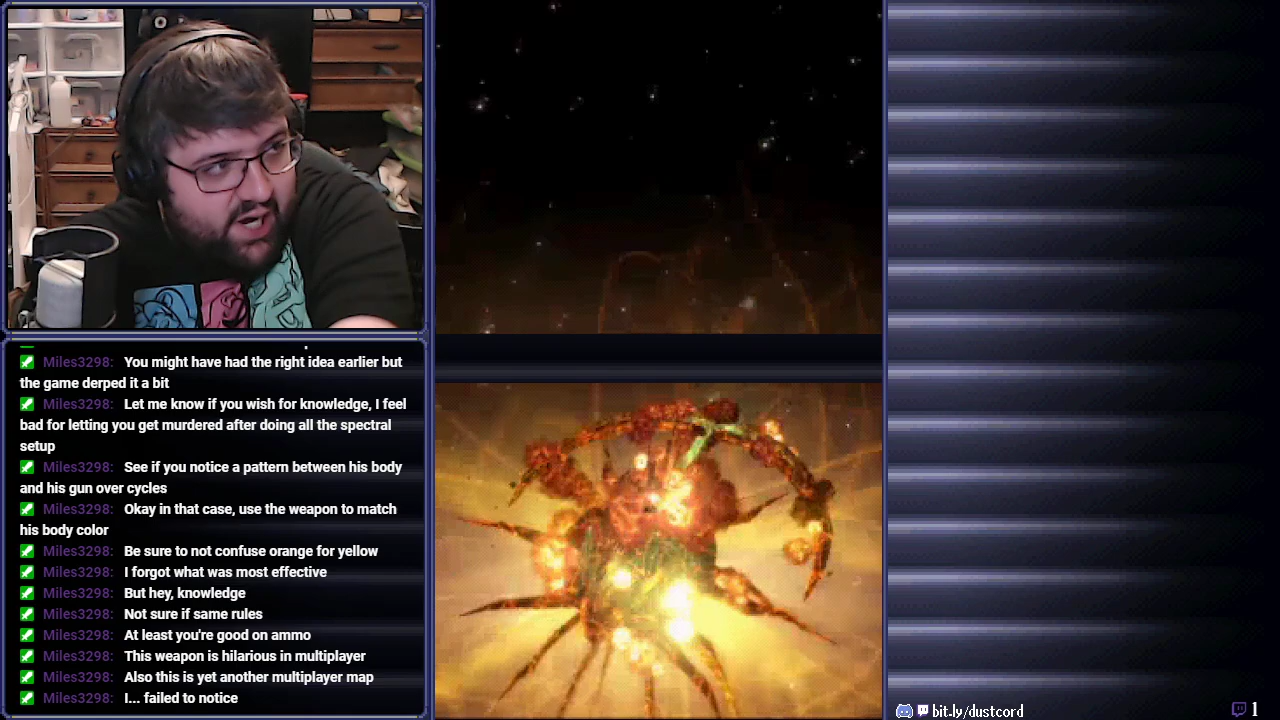 Miles3298: You might have had the right idea earlier but
the game derped it a bit
Miles3298: Let me know if you wish for knowledge, I feel
bad for letting you get murdered after doing all the spectral
setup
Miles3298: See if you notice a pattern between his body
and his gun over cycles
Miles3298: Okay in that case, use the weapon to match
his body color
Miles3298: Be sure to not confuse orange for yellow
Miles3298: I forgot what was most effective
Miles3298: But hey, knowledge
Miles3298: Not sure if same rules
Miles3298: At least you're good on ammo
Miles3298: This weapon is hilarious in multiplayer
Miles3298: Also this is yet another multiplayer map
Miles3298: I... failed to notice
bit.ly/dustcord
1